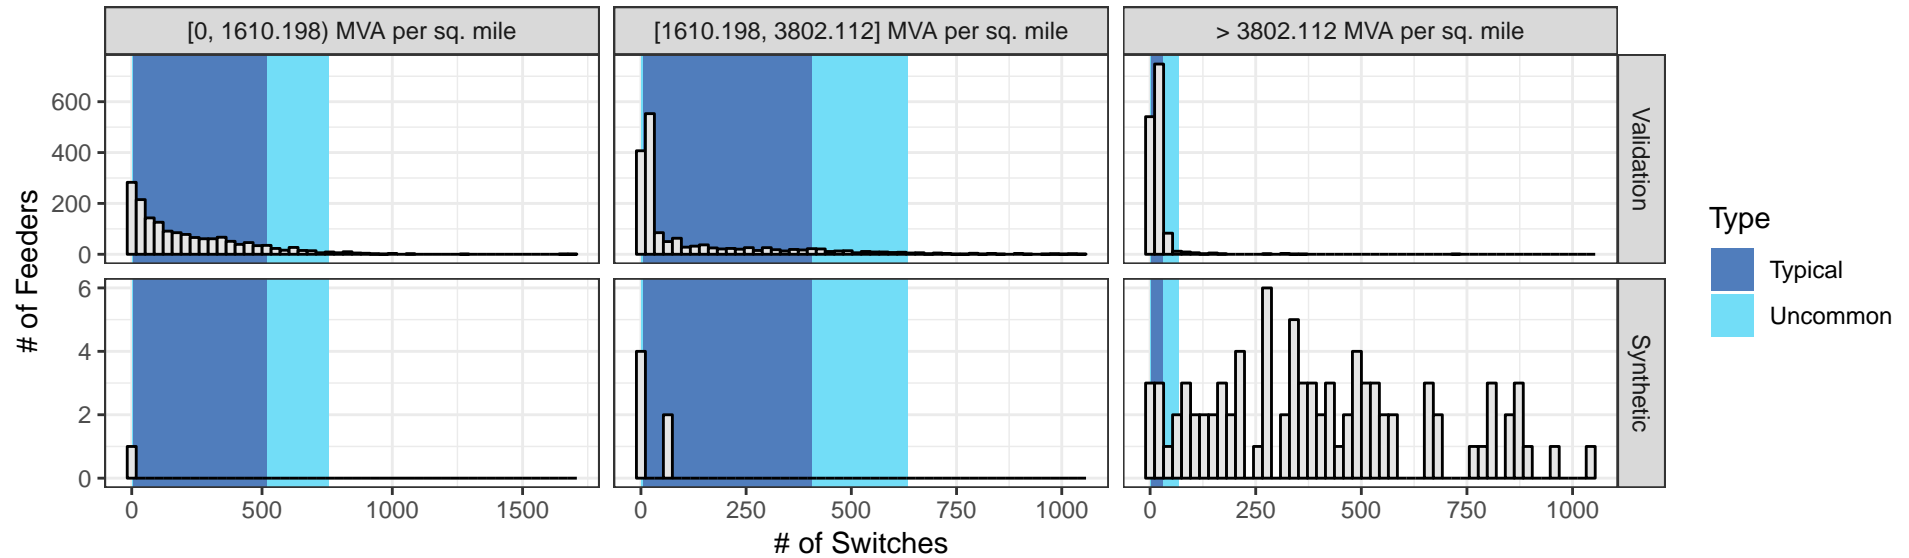 [0, 1610.198) MVA per sq. mile
[1610.198, 3802.112] MVA per sq. mile
> 3802.112 MVA per sq. mile
# of Feeders
600
400
200
0
Validation
6
4
2
0
Synthetic
0 500 1000 1500
0 250 500 750 1000
0 250 500 750 1000
# of Switches
Type
Typical
Uncommon